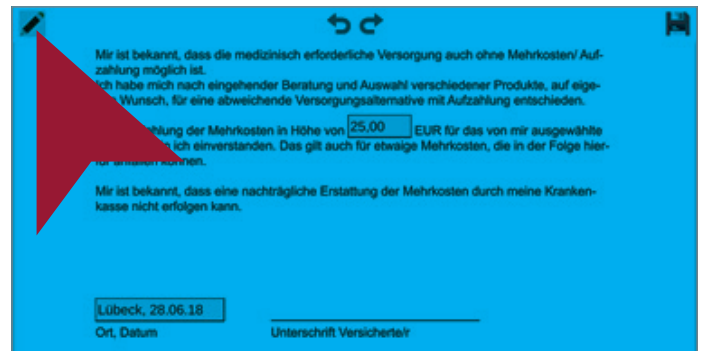 Mir ist bekannt, dass die medizinisch erforderliche Versorgung auch ohne Mehrkosten/ Auf-
zahlung möglich ist.
Ich habe mich nach eingehender Beratung und Auswahl verschiedener Produkte, auf eige-
Wunsch, für eine abweichende Versorgungsalternative mit Aufzahlung entschieden.
hlung der Mehrkosten in Höhe von 25,00 EUR für das von mir ausgewählte
ich einverstanden. Das gilt auch für etwaige Mehrkosten, die in der Folge hier-
für anfallen können.
Mir ist bekannt, dass eine nachträgliche Erstattung der Mehrkosten durch meine Kranken-
kasse nicht erfolgen kann.
Lübeck, 28.06.18
Ort, Datum Unterschrift Versicherte/r